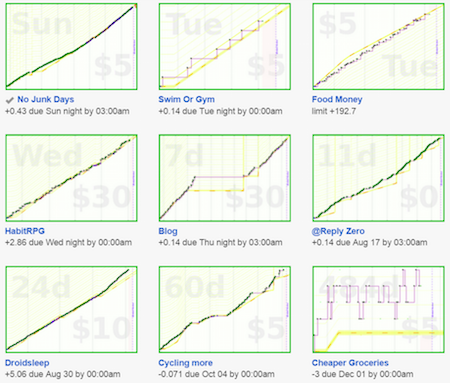 Sun
$5
Tue
$5
$5
Tue
No Junk Days
Swim Or Gym
Food Money
+0.43 due Sun night by 03:00am
+0.14 due Tue night by 00:00am
limit +192.7
Wed
$30
7d
$30
11d
$0
HabitRPG
Blog
@Reply Zero
+2.86 due Wed night by 00:00am
+0.14 due Thu night by 03:00am
+0.14 due Aug 17 by 03:00am
24d
$10
60d
$5
484d
$5
Droidsleep
Cycling more
Cheaper Groceries
+5.06 due Aug 30 by 00:00am
-0.071 due Oct 04 by 00:00am
-3 due Dec 01 by 00:00am